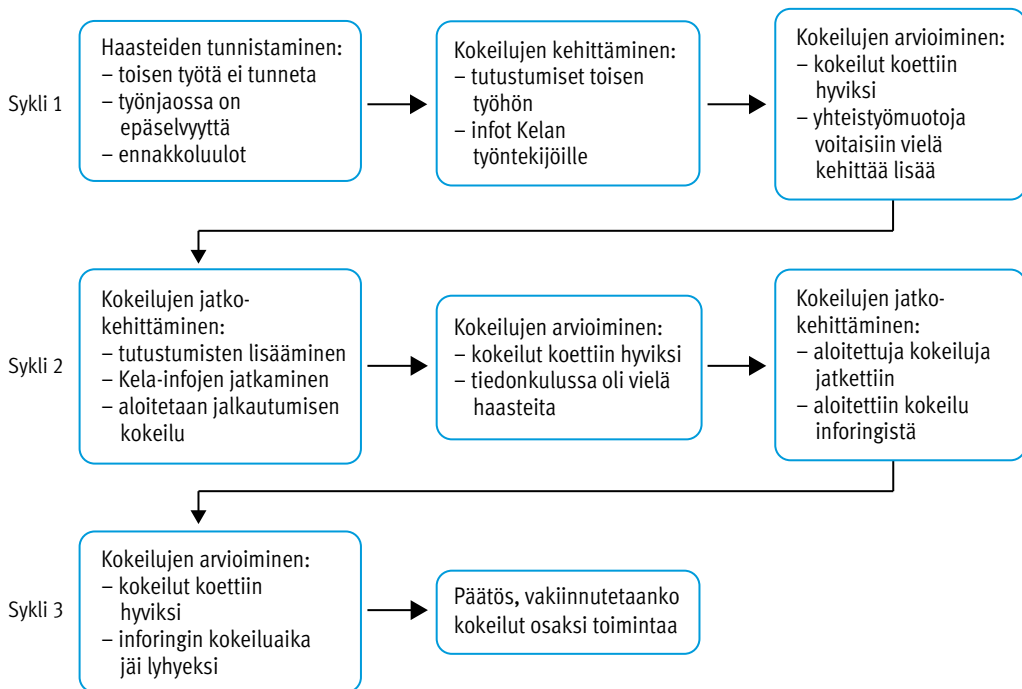 Sykli 1
Haasteiden tunnistaminen:
– toisen työtä ei tunneta
– työnjaossa on
epäselvyyttä
– ennakkoluulot
Kokeilujen kehittäminen:
– tutustumiset toisen
työhön
– infot Kelan
työntekijöille
Kokeilujen arvioiminen:
– kokeilut koettiin
hyviksi
– yhteistyömuotoja
voitaisiin vielä
kehittää lisää
Sykli 2
Kokeilujen jatko-
kehittäminen:
– tutustumisten lisääminen
– Kela-infojen jatkaminen
– aloitetaan jalkautumisen
kokeilu
Kokeilujen arvioiminen:
– kokeilut koettiin hyviksi
– tiedonkulussa oli vielä
haasteita
Kokeilujen jatko-
kehittäminen:
– aloitettuja kokeiluja
jatkettiin
– aloitettiin kokeilu
inforingistä
Sykli 3
Kokeilujen arvioiminen:
– kokeilut koettiin
hyviksi
– inforingin kokeiluaika
jäi lyhyeksi
Päätös, vakiinnutetaanko
kokeilut osaksi toimintaa